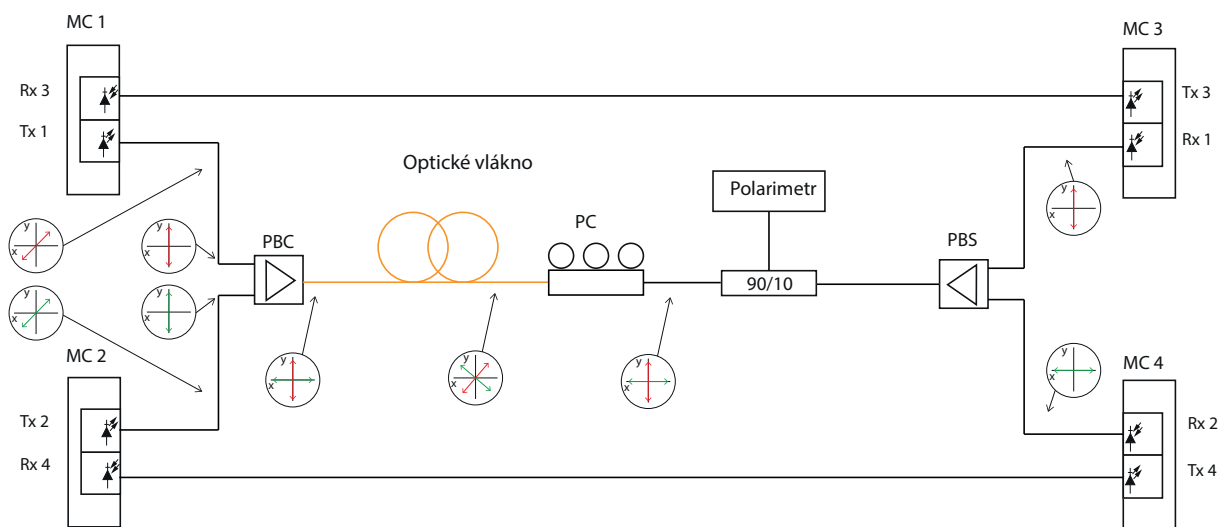 MC 1
MC 3
Rx 3
Tx 3
Tx 1
Rx 1
Optické vlákno
Polarimetr
PC
PBC
PBS
90/10
y
x
y
x
y
x
y
x
y
x
y
x
y
x
y
x
y
x
MC 2
MC 4
Tx 2
Rx 2
Rx 4
Tx 4